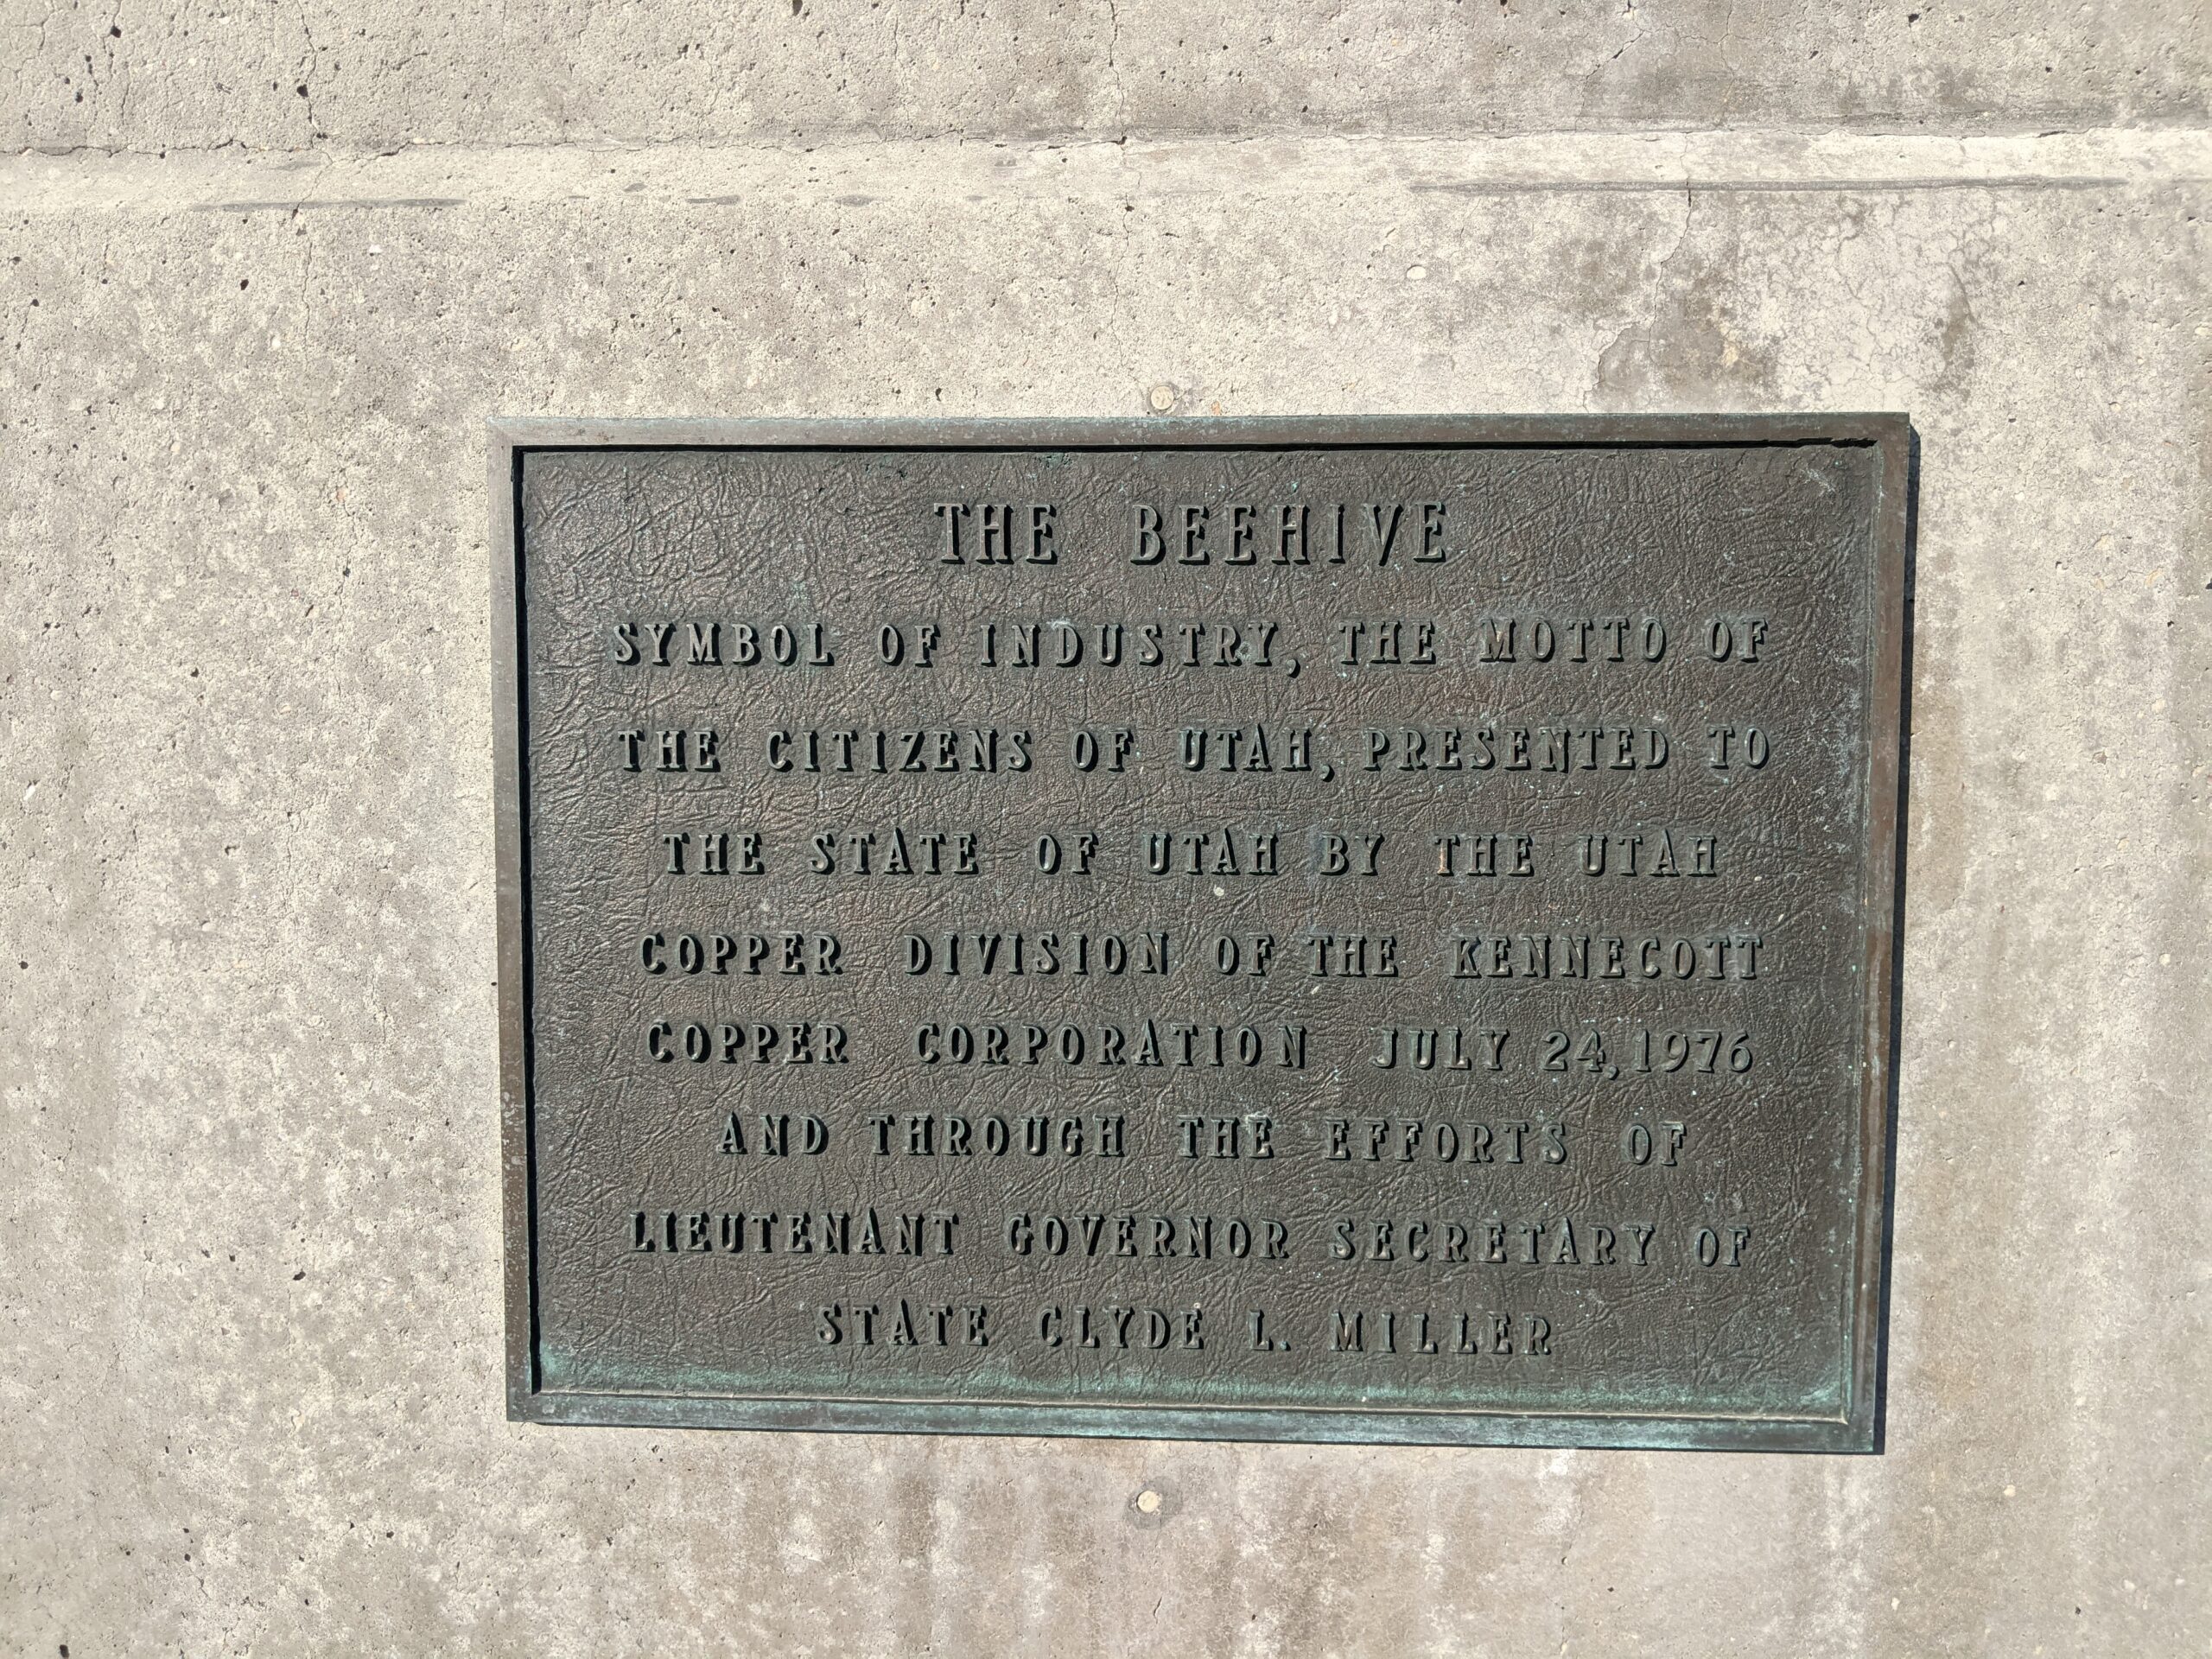 THE BEEHIVE
SYMBOL OF INDUSTRY, THE MOTTO OF
THE CITIZENS OF UTAH, PRESENTED TO
THE STATE OF UTAH BY THE UTAH
COPPER DIVISION OF THE KENNECOTT
COPPER CORPORATION JULY 24, 1976
AND THROUGH THE EFFORTS OF
LIEUTENANT GOVERNOR SECRETARY OF
STATE CLYDE L. MILLER